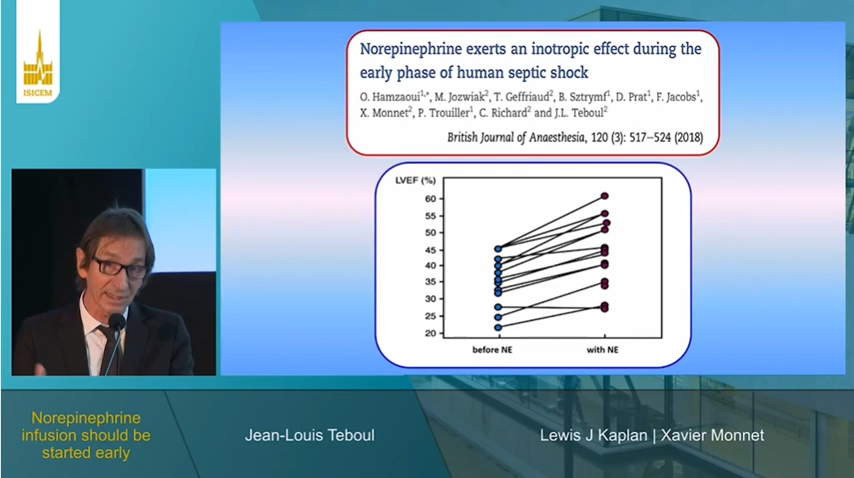 ISICEM
Norepinephrine exerts an inotropic effect during the
early phase of human septic shock
O. Hamzaoui1,*, M. Jozwiak2, T. Geffriaud2, B. Sztrymf1, D. Prat1, F. Jacobs1,
X. Monnet2, P. Trouiller1, C. Richard2 and J.L. Teboul2
British Journal of Anaesthesia, 120 (3): 517–524 (2018)
LVEF (%)
60
55
50
45
40
35
30
25
20
before NE
with NE
Norepinephrine
infusion should be
started early
Jean-Louis Teboul
Lewis J Kaplan | Xavier Monnet